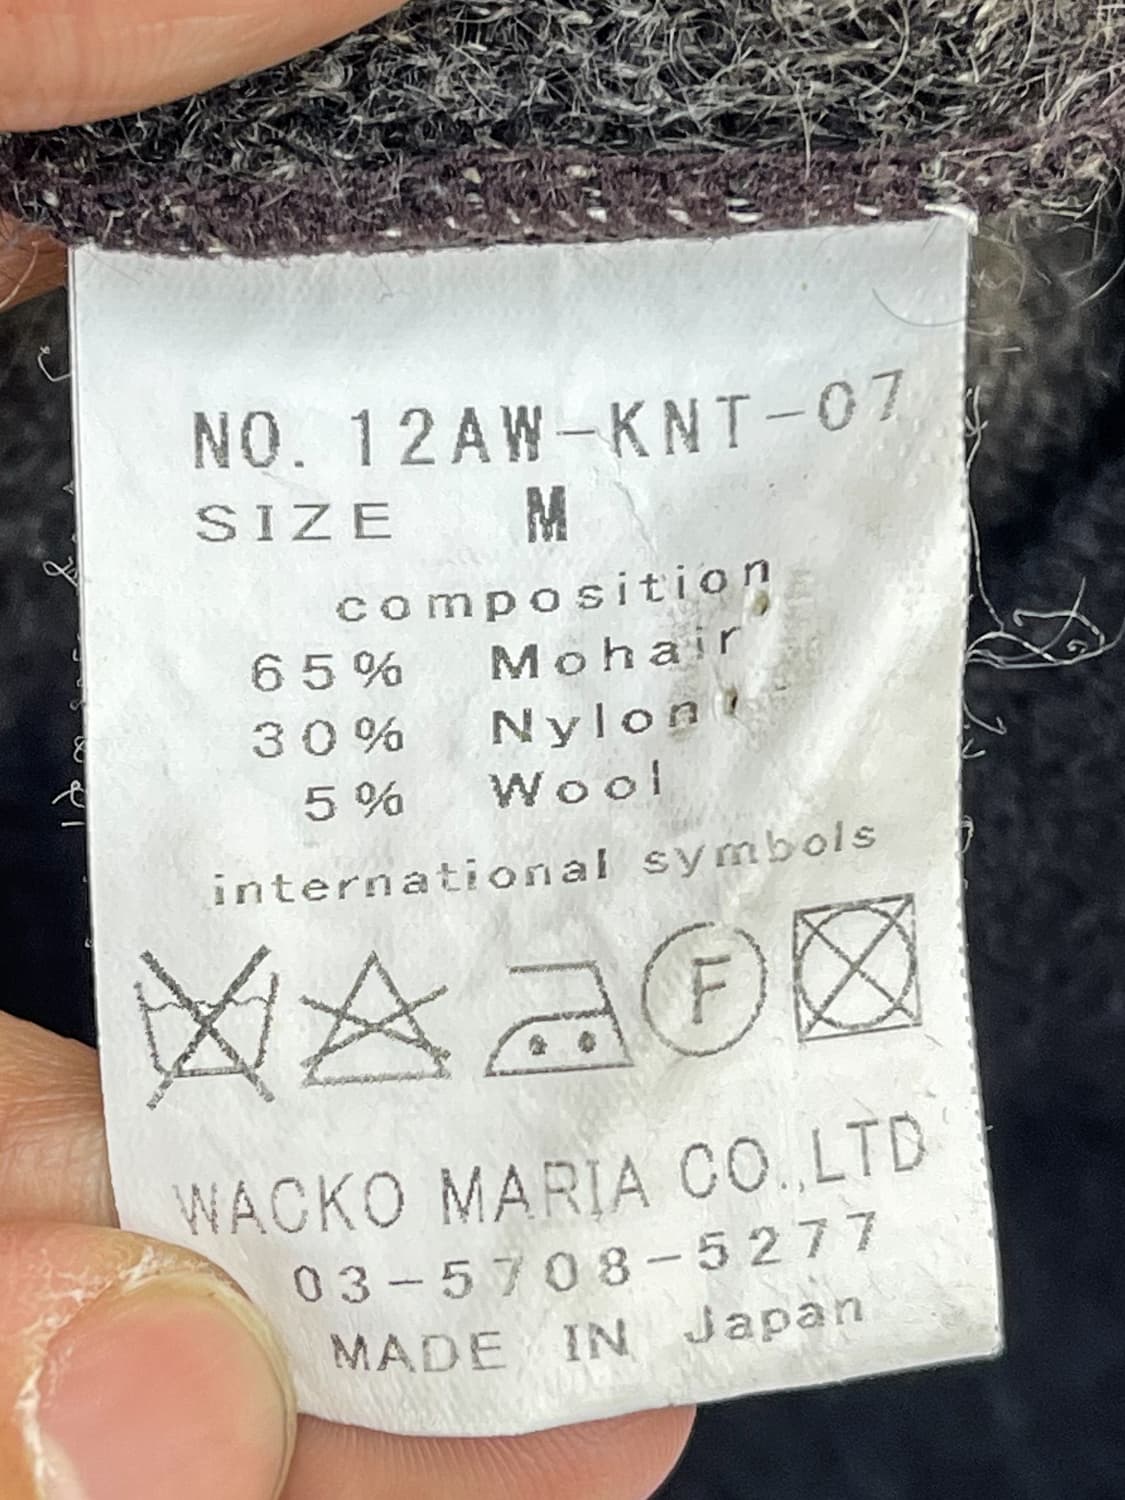 NO. 12AW-KNT-07
SIZE M
composition
65% Mohair
30% Nylon
5% Wool
international symbols
F
WACKO MARIA CO.,LTD
03-5708-5277
MADE IN Japan